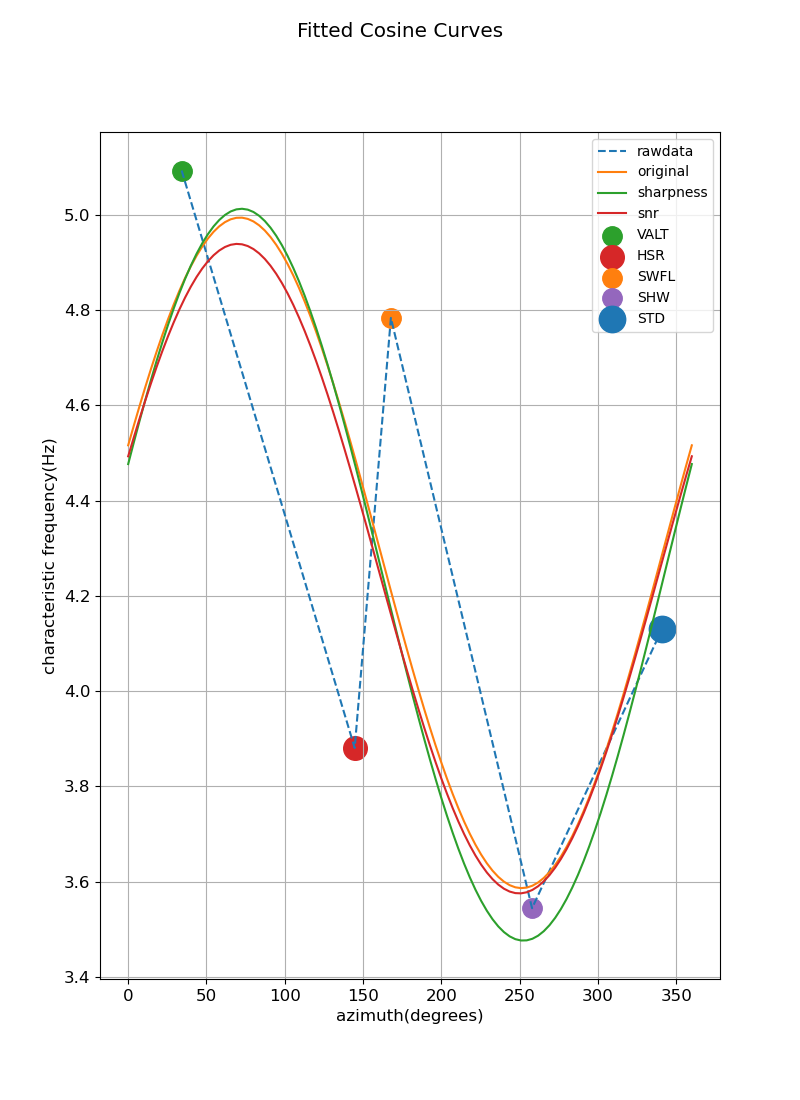 Fitted Cosine Curves
rawdata
original
sharpness
snr
VALT
HSR
SWFL
SHW
STD
characteristic frequency(Hz)
5.0
4.8
4.6
4.4
4.2
4.0
3.8
3.6
3.4
0 50 100 150 200 250 300 350
azimuth(degrees)